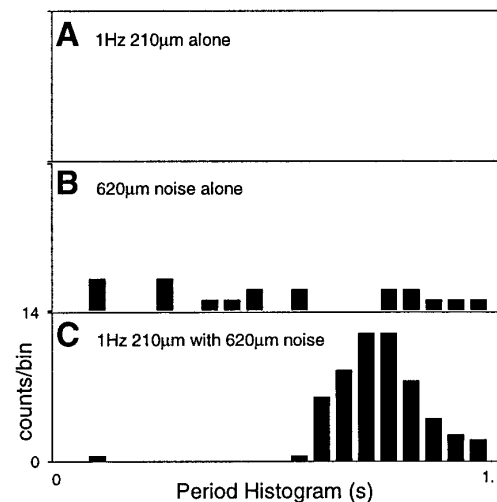 A 1Hz 210µm alone
B 620µm noise alone
14
C 1Hz 210µm with 620µm noise
counts/bin
0
0 1.
Period Histogram (s)